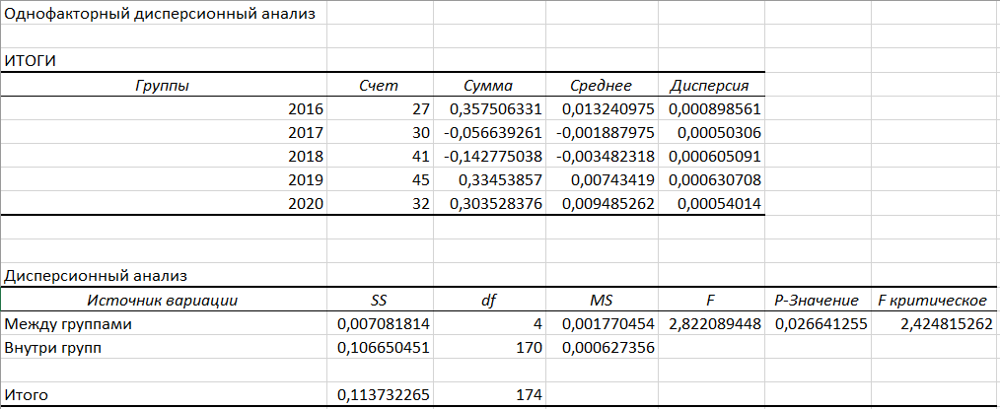 Однофакторный дисперсионный анализ
ИТОГИ
Группы Счет Сумма Среднее Дисперсия
2016 27 0,357506331 0,013240975 0,000898561
2017 30 -0,056639261 -0,001887975 0,00050306
2018 41 -0,142775038 -0,003482318 0,000605091
2019 45 0,33453857 0,00743419 0,000630708
2020 32 0,303528376 0,009485262 0,00054014
Дисперсионный анализ
Источник вариации SS df MS F P-Значение F критическое
Между группами 0,007081814 4 0,001770454 2,822089448 0,026641255 2,424815262
Внутри групп 0,106650451 170 0,000627356
Итого 0,113732265 174